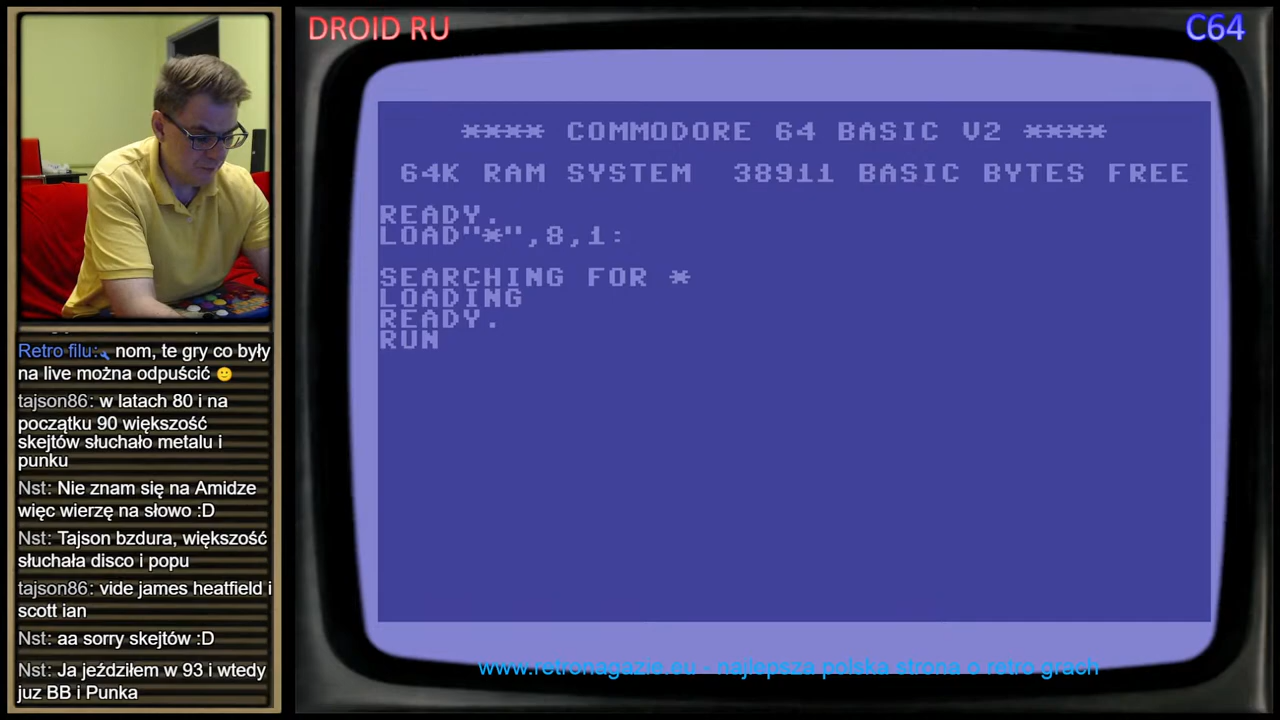 DROID RU
C64
**** COMMODORE 64 BASIC V2 ****
64K RAM SYSTEM 38911 BASIC BYTES FREE
READY.
LOAD"*",8,1:
SEARCHING FOR *
LOADING
READY.
RUN
Retro filu: nom, te gry co były
na live można odpuścić 🙂
tajson86: w latach 80 i na
początku 90 większość
skejtów słuchało metalu i
punku
Nst: Nie znam się na Amidze
więc wierzę na słowo :D
Nst: Tajson bzdura, większość
słuchała disco i popu
tajson86: vide james heatfield i
scott ian
Nst: aa sorry skejtów :D
Nst: Ja jeździłem w 93 i wtedy
juz BB i Punka
www.retronagazie.eu - najlepsza polska strona o retro grach